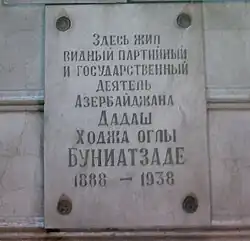 Здесь жил
видный партийный
и государственный
деятель
Азербайджана
Дадаш
Ходжа оглы
Буниатзаде
1888 – 1938